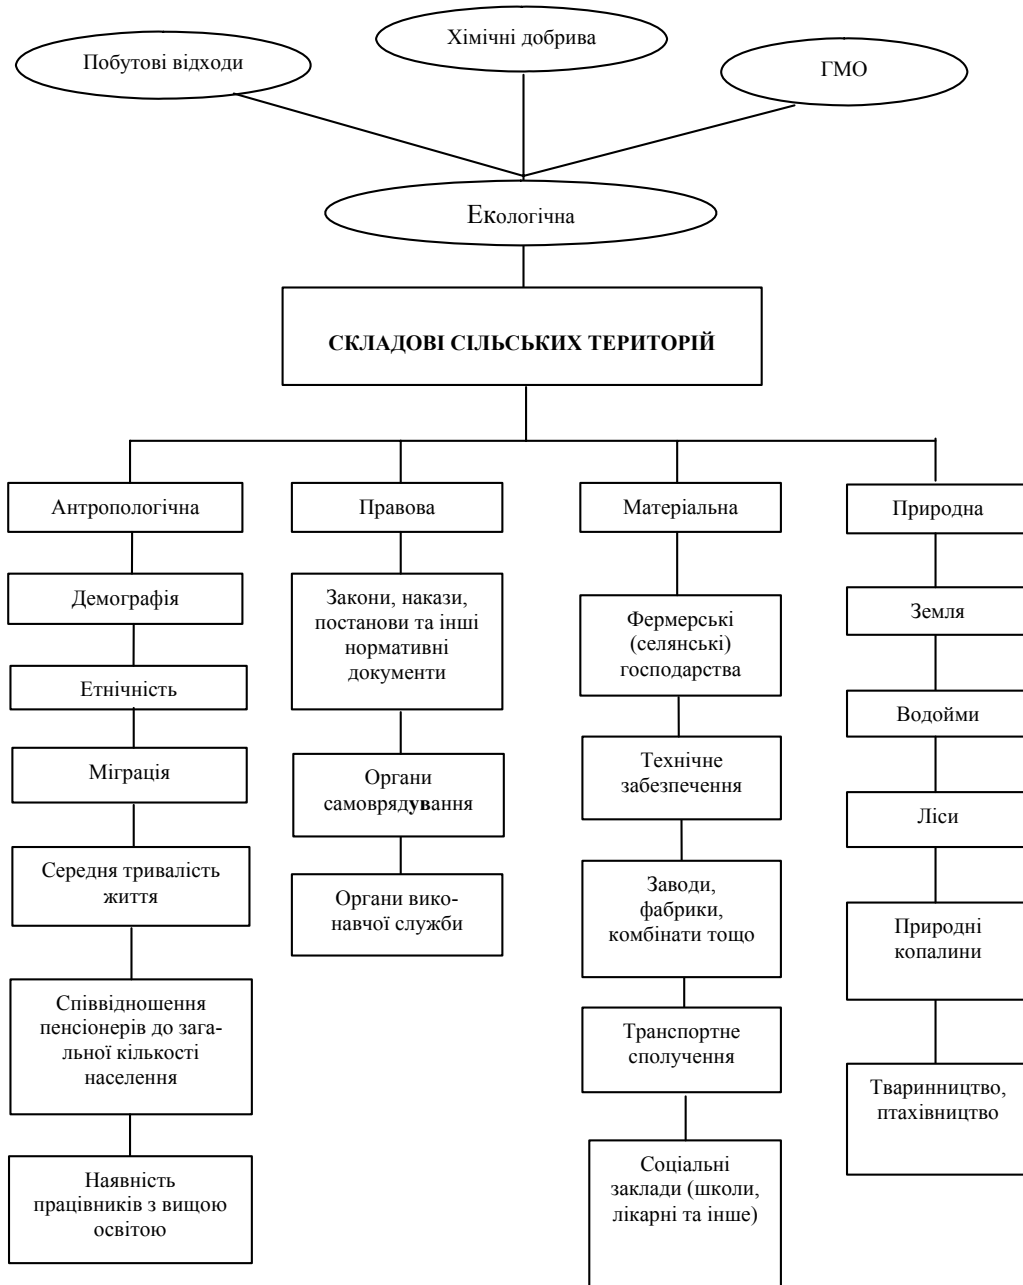 Побутові відходи
Хімічні добрива
ГМО
Екологічна
СКЛАДОВІ СІЛЬСЬКИХ ТЕРИТОРІЙ
Антропологічна
Демографія
Етнічність
Міграція
Середня тривалість
життя
Співвідношення
пенсіонерів до зага-
льної кількості
населення
Наявність
працівників з вищою
освітою
Правова
Закони, накази,
постанови та інші
нормативні
документи
Органи
самоврядування
Органи вико-
навчої служби
Матеріальна
Фермерські
(селянські)
господарства
Технічне
забезпечення
Заводи,
фабрики,
комбінати тощо
Транспортне
сполучення
Соціальні
заклади (школи,
лікарні та інше)
Природна
Земля
Водойми
Ліси
Природні
копалини
Тваринництво,
птахівництво